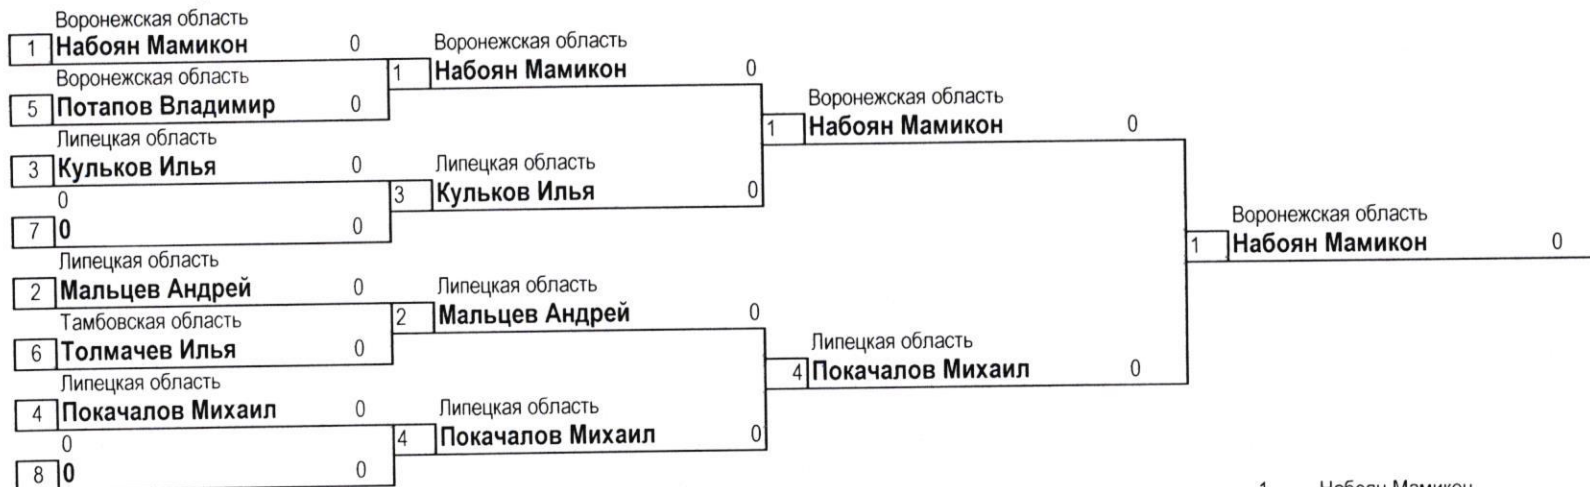 Воронежская область
1 Набоян Мамикон 0
Воронежская область
5 Потапов Владимир 0
Липецкая область
3 Кульков Илья 0
0
7 0 0
Липецкая область
2 Мальцев Андрей 0
Тамбовская область
6 Толмачев Илья 0
Липецкая область
4 Покачалов Михаил 0
0
8 0 0
Воронежская область
1 Набоян Мамикон 0
Липецкая область
3 Кульков Илья 0
Липецкая область
2 Мальцев Андрей 0
Липецкая область
4 Покачалов Михаил 0
Воронежская область
1 Набоян Мамикон 0
Липецкая область
4 Покачалов Михаил 0
Воронежская область
1 Набоян Мамикон 0
1 Набоян Мамикон